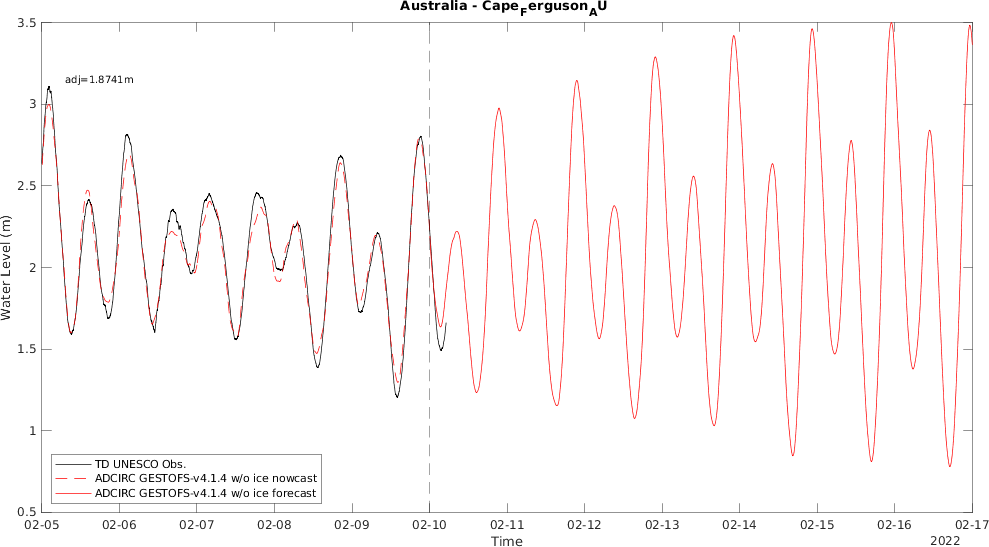 Australia - CapeFergusonAU
3.5
adj=1.8741m
3
2.5
2
1.5
1
0.5
Water Level (m)
TD UNESCO Obs.
ADCIRC GESTOFS-v4.1.4 w/o ice nowcast
ADCIRC GESTOFS-v4.1.4 w/o ice forecast
02-05 02-06 02-07 02-08 02-09 02-10 02-11 02-12 02-13 02-14 02-15 02-16 02-17
Time
2022